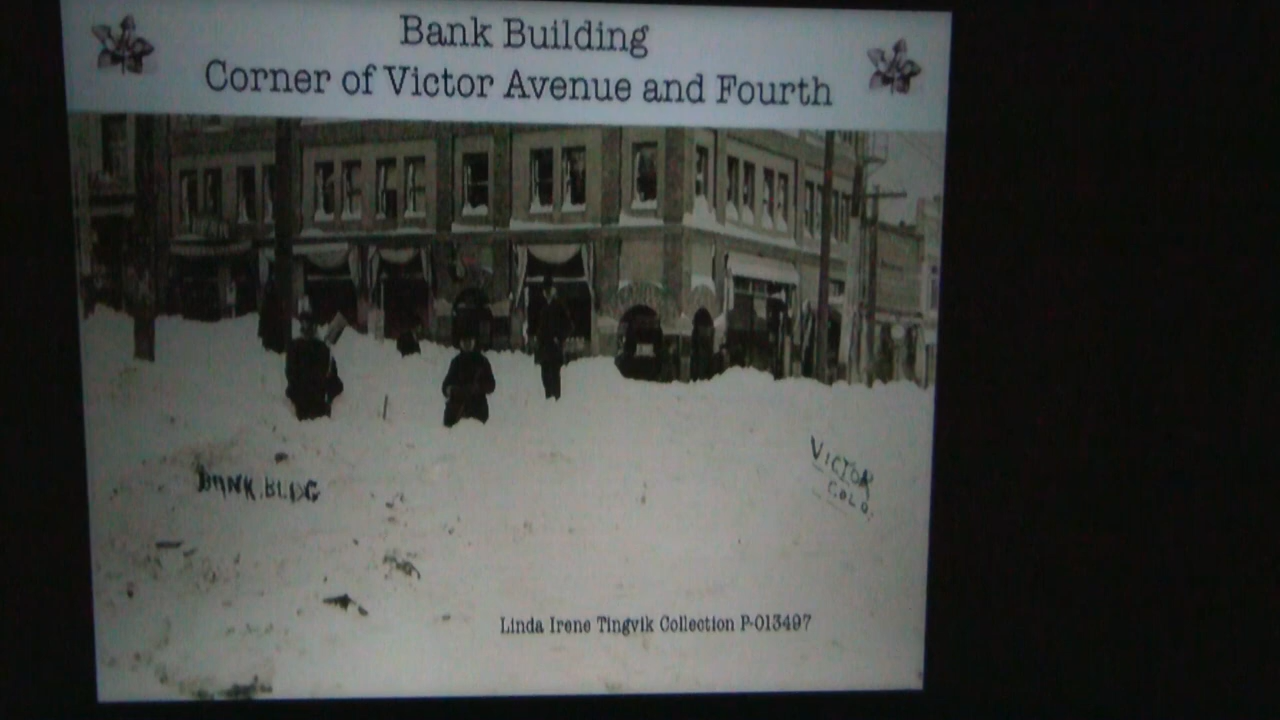 Bank Building
Corner of Victor Avenue and Fourth
BANK.BLDG
VICTOR
COLO.
Linda Irene Tingvik Collection P-013497